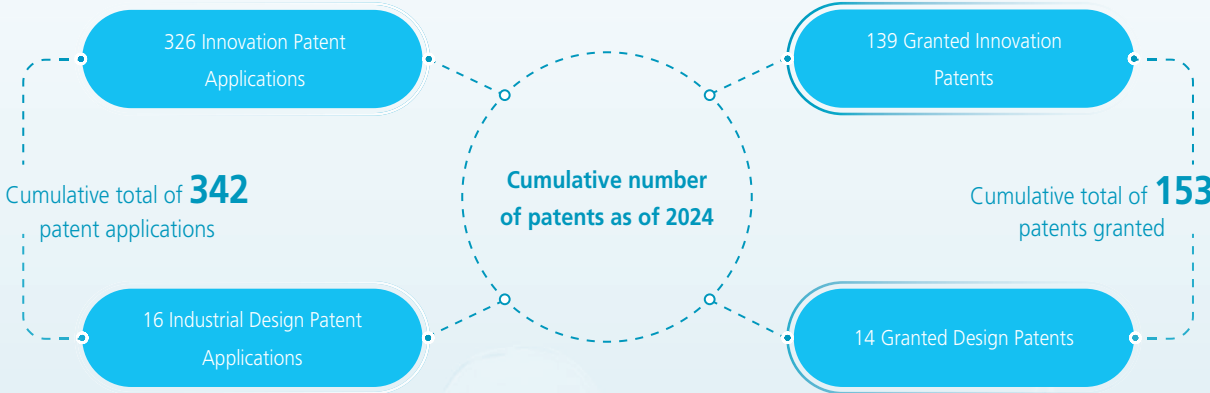 326 Innovation Patent
Applications
139 Granted Innovation
Patents
Cumulative total of 342
patent applications
Cumulative number
of patents as of 2024
Cumulative total of 153
patents granted
16 Industrial Design Patent
Applications
14 Granted Design Patents